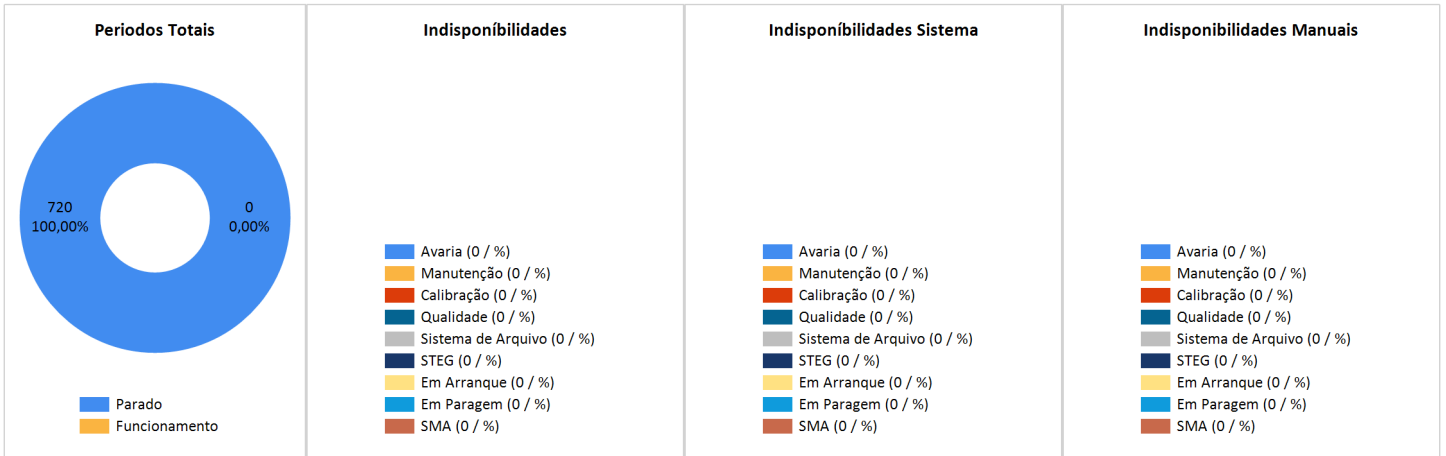 Periodos Totais
720
100,00%
0
0,00%
Parado
Funcionamento
Indisponíbilidades
Avaria (0 / %)
Manutenção (0 / %)
Calibração (0 / %)
Qualidade (0 / %)
Sistema de Arquivo (0 / %)
STEG (0 / %)
Em Arranque (0 / %)
Em Paragem (0 / %)
SMA (0 / %)
Indisponíbilidades Sistema
Avaria (0 / %)
Manutenção (0 / %)
Calibração (0 / %)
Qualidade (0 / %)
Sistema de Arquivo (0 / %)
STEG (0 / %)
Em Arranque (0 / %)
Em Paragem (0 / %)
SMA (0 / %)
Indisponíbilidades Manuais
Avaria (0 / %)
Manutenção (0 / %)
Calibração (0 / %)
Qualidade (0 / %)
Sistema de Arquivo (0 / %)
STEG (0 / %)
Em Arranque (0 / %)
Em Paragem (0 / %)
SMA (0 / %)